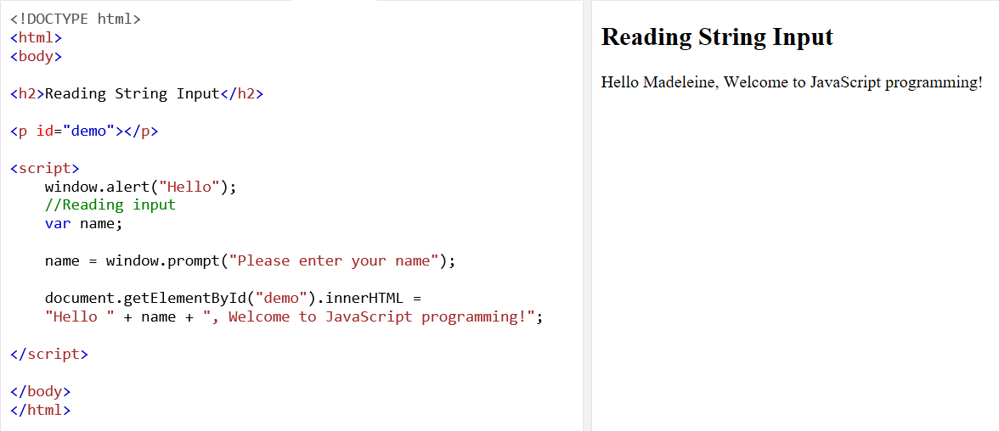 <!DOCTYPE html>
<html>
<body>
<h2>Reading String Input</h2>
<p id="demo"></p>
<script>
window.alert("Hello");
//Reading input
var name;
name = window.prompt("Please enter your name");
document.getElementById("demo").innerHTML =
"Hello " + name + ", Welcome to JavaScript programming!";
</script>
</body>
</html>
Reading String Input
Hello Madeleine, Welcome to JavaScript programming!